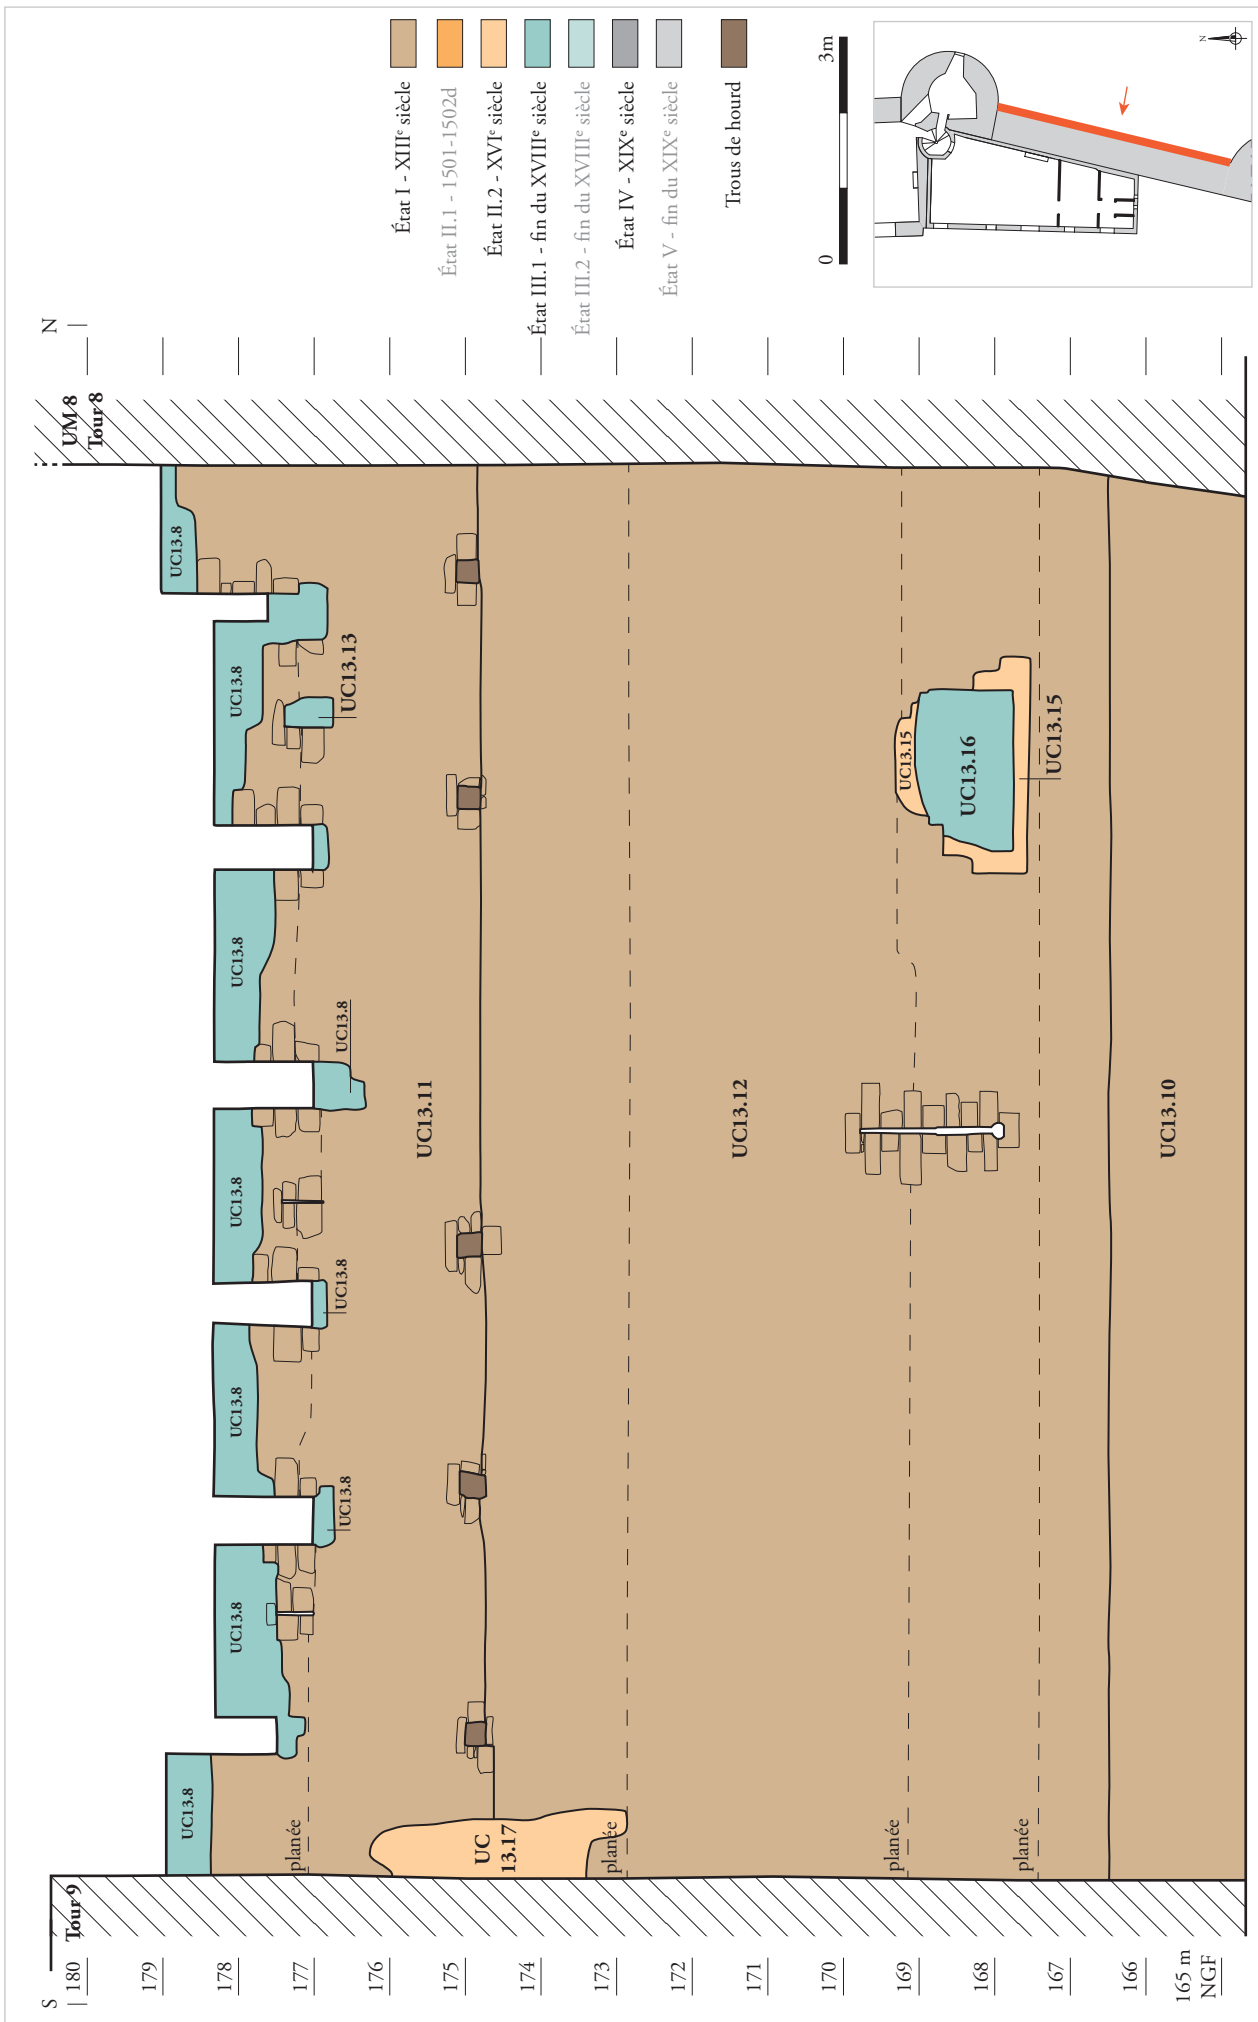 S
N
180
179
178
177
176
175
174
173
172
171
170
169
168
167
166
165 m
NGF
Tour 9
UM 8
Tour 8
UC13.8
UC13.8
UC13.8
UC13.8
UC13.8
UC13.8
UC13.8
UC13.8
UC13.8
UC13.8
UC13.13
planée
UC13.11
UC
13.17
planée
UC13.12
planée
UC13.15
UC13.16
UC13.15
planée
UC13.10
État I - XIIIᵉ siècle
État II.1 - 1501-1502d
État II.2 - XVIᵉ siècle
État III.1 - fin du XVIIIᵉ siècle
État III.2 - fin du XVIIIᵉ siècle
État IV - XIXᵉ siècle
État V - fin du XIXᵉ siècle
Trous de hourd
0
3m
N